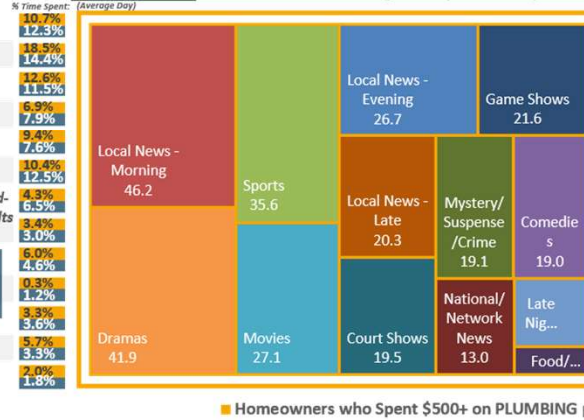 % Time Spent:
(Average Day)
10.7%
12.3%
18.5%
14.4%
12.6%
11.5%
6.9%
7.9%
9.4%
7.6%
10.4%
12.5%
4.3%
6.5%
3.4%
3.0%
6.0%
4.6%
0.3%
1.2%
3.3%
3.6%
5.7%
3.3%
2.0%
1.8%
d-
lts
Local News -
Morning
46.2
Sports
35.6
Local News -
Evening
26.7
Game Shows
21.6
Local News -
Late
20.3
Mystery/
Suspense
/Crime
19.1
Comedie
s
19.0
Dramas
41.9
Movies
27.1
Court Shows
19.5
National/
Network
News
13.0
Late
Nig...
Food/...
Homeowners who Spent $500+ on PLUMBING